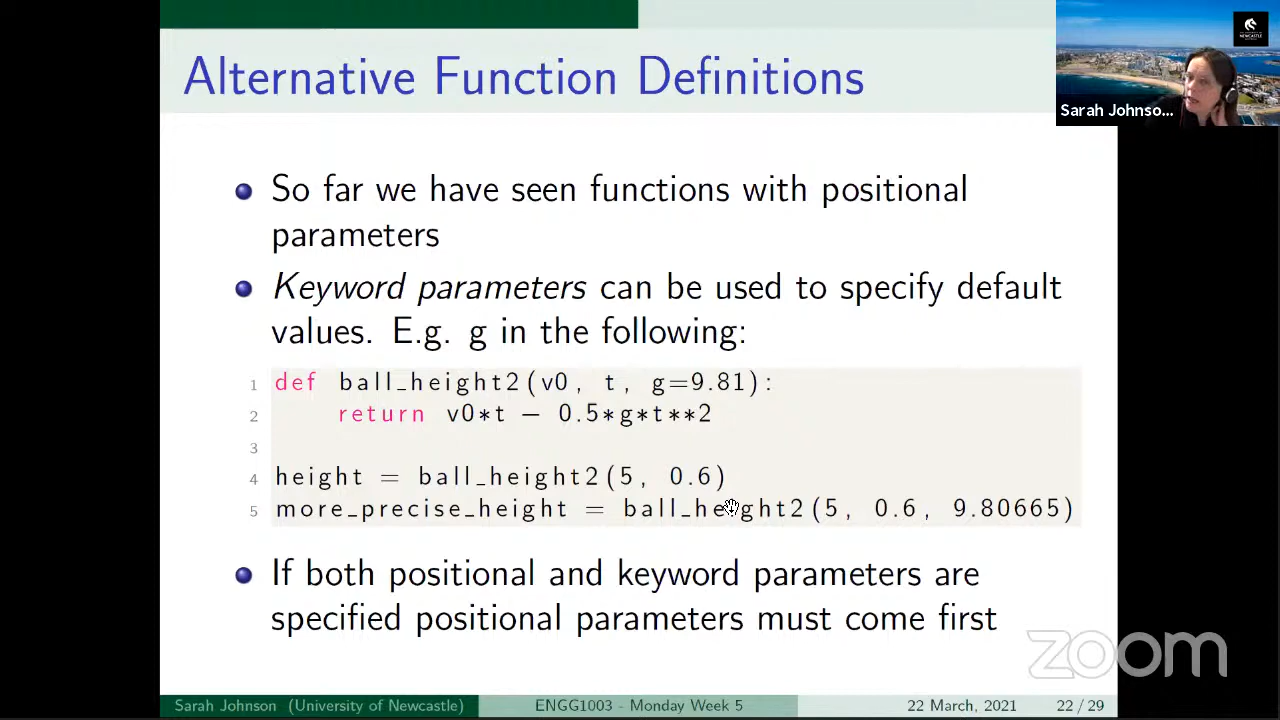 Alternative Function Definitions
NEWCASTLE
Sarah Johnso...
So far we have seen functions with positional
parameters
Keyword parameters can be used to specify default
values. E.g. g in the following:
1 def ball_height2(v0, t, g=9.81):
2 return v0*t − 0.5*g*t**2
3
4 height = ball_height2(5, 0.6)
5 more_precise_height = ball_height2(5, 0.6, 9.80665)
If both positional and keyword parameters are
specified positional parameters must come first
zoom
Sarah Johnson (University of Newcastle) ENGG1003 - Monday Week 5 22 March, 2021 22 / 29